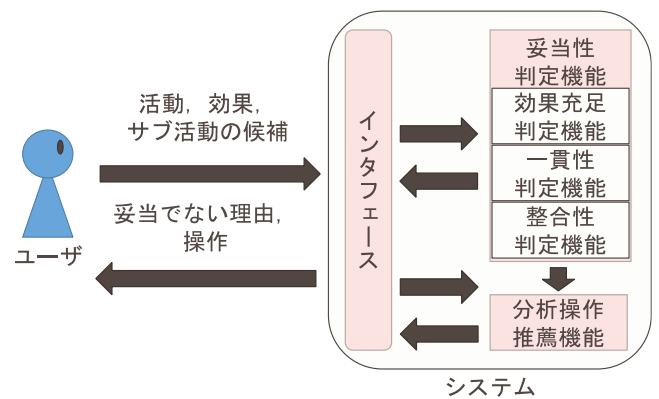 活動，効果，
サブ活動の候補
妥当でない理由，
操作
ユーザ
インタフェース
妥当性
判定機能
効果充足
判定機能
一貫性
判定機能
整合性
判定機能
分析操作
推薦機能
システム